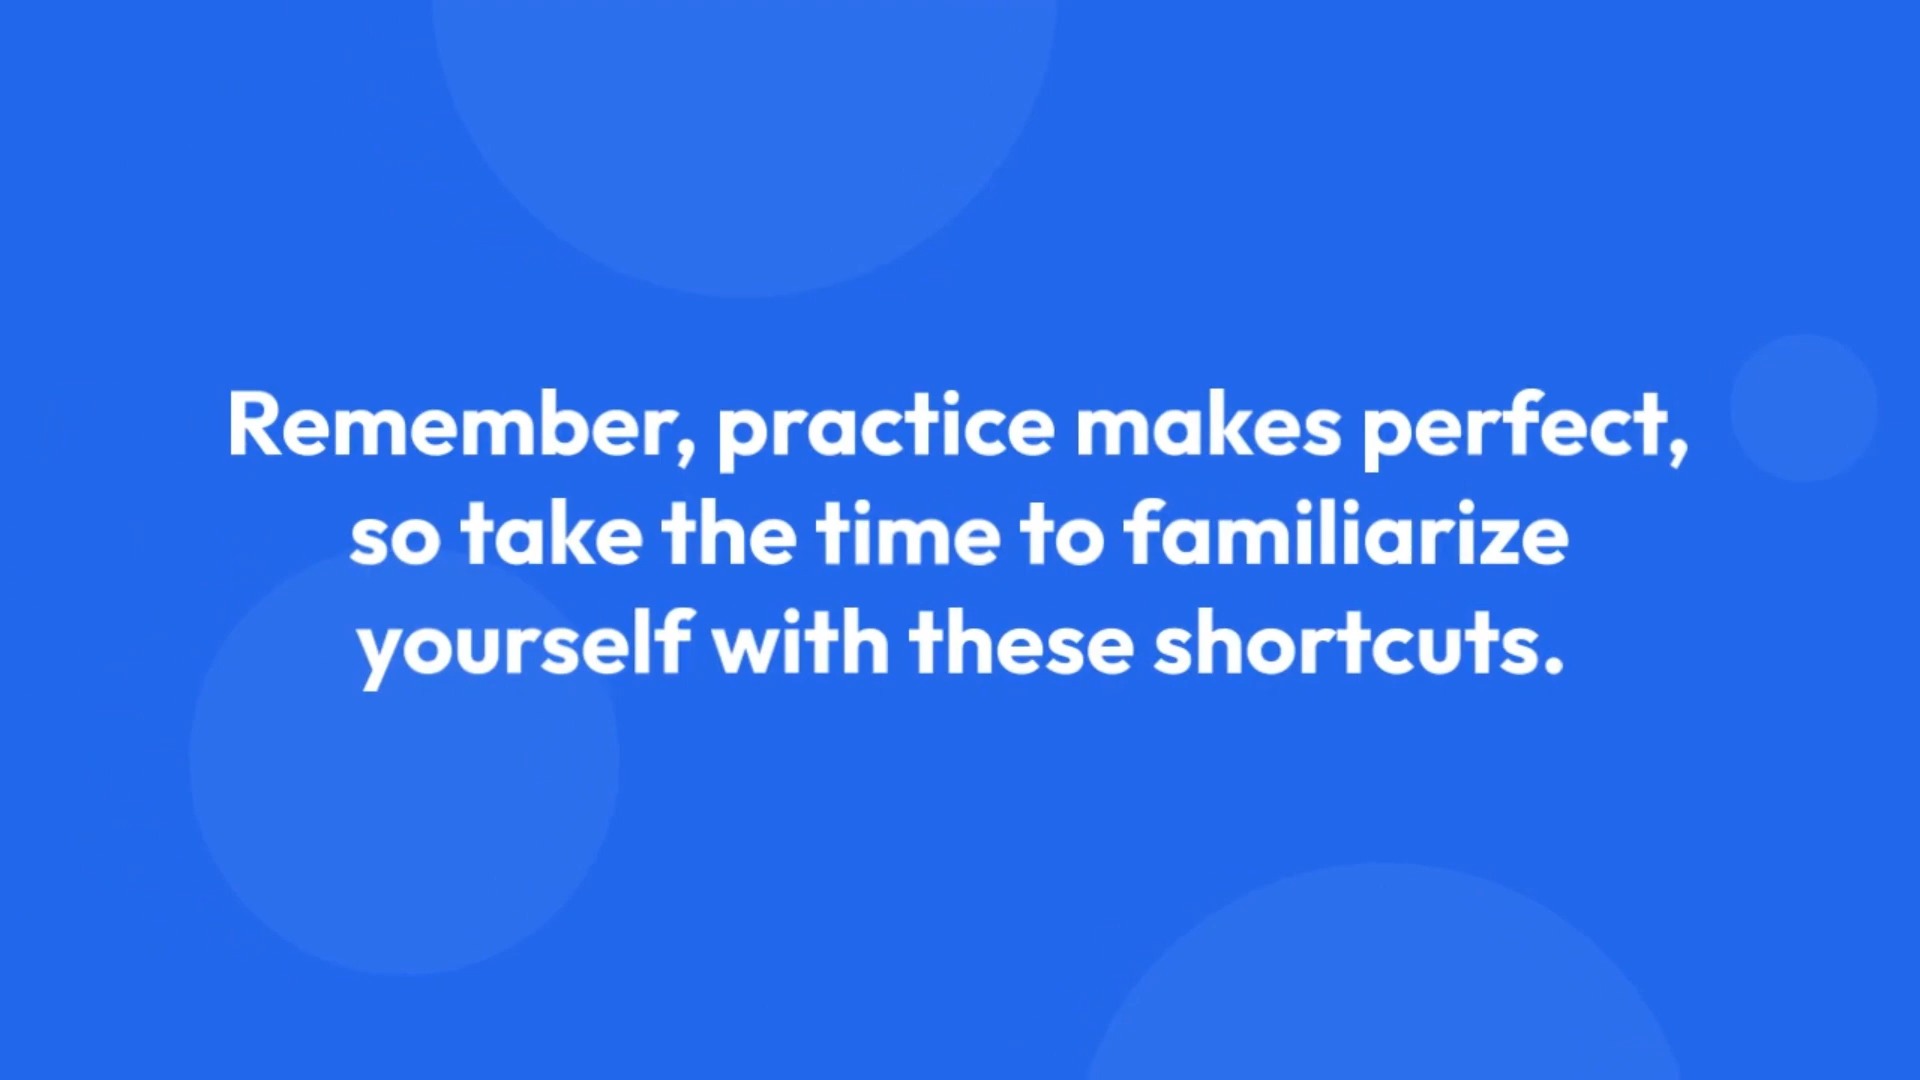 Remember, practice makes perfect,
so take the time to familiarize
yourself with these shortcuts.